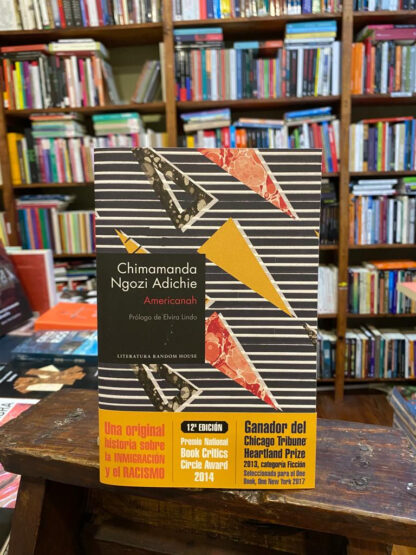 Chimamanda
Ngozi Adichie
Americanah
Prólogo de Elvira Lindo
LITERATURA RANDOM HOUSE
Una original
historia sobre
la INMIGRACIÓN
y el RACISMO
12ª EDICIÓN
Premio National
Book Critics
Circle Award
2014
Ganador del
Chicago Tribune
Heartland Prize
2013, categoría Ficción
Seleccionada para el One
Book, One New York 2017